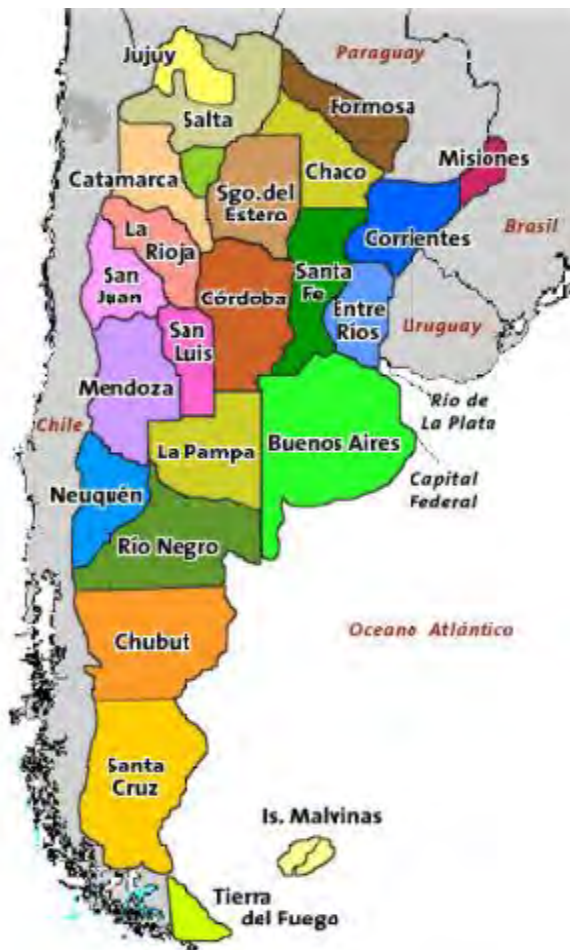 Jujuy
Paraguay
Formosa
Salta
Misiones
Chaco
Catamarca
Sgo. del
Estero
La
Rioja
Corrientes
Brasil
San
Juan
Santa
Fe
Córdoba
Entre
Ríos
San
Luis
Uruguay
Mendoza
Río de
La Plata
Chile
La Pampa
Buenos Aires
Capital
Federal
Neuquén
Río Negro
Chubut
Oceano Atlántico
Santa
Cruz
Is. Malvinas
Tierra
del Fuego